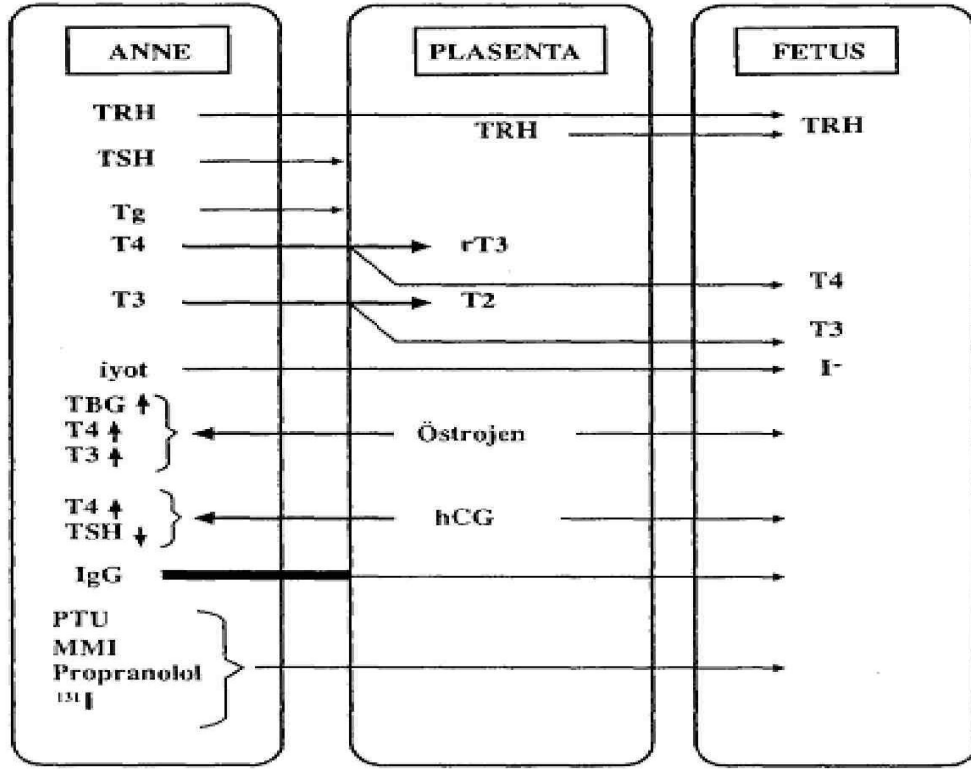 ANNE
TRH
TSH
Tg
T4
T3
iyot
TBG ↑
T4 ↑
T3 ↑
T4 ↑
TSH ↓
IgG
PTU
MMI
Propranolol
¹³¹I
PLASENTA
TRH
rT3
T2
Östrojen
hCG
FETUS
TRH
T4
T3
I-